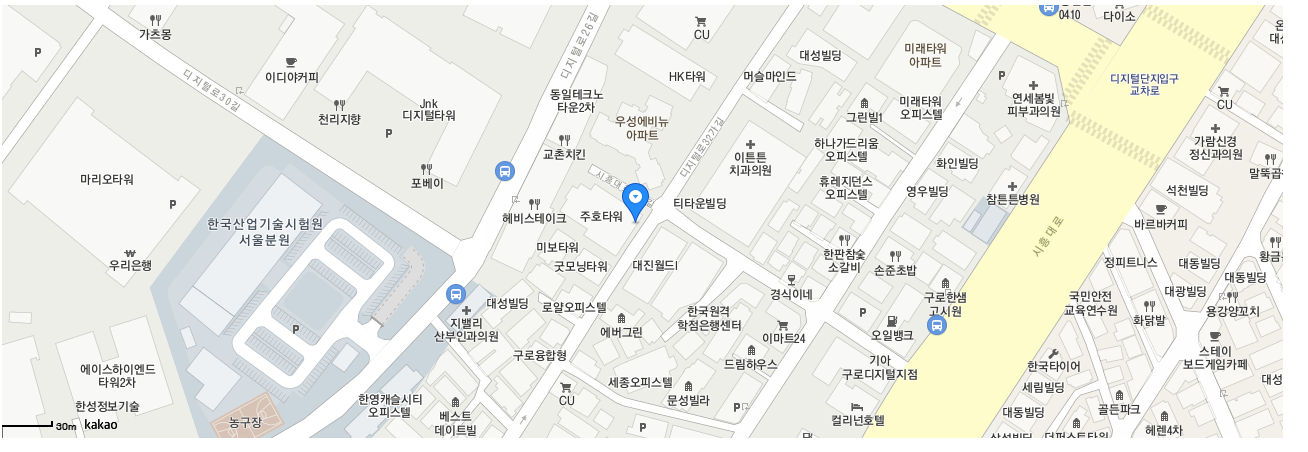 가츠몽
P
이디야커피
디지털로30길
천리지향
Jnk
디지털타워
P
디지털로26길
동일테크노
타운2차
CU
HK타워
우성에비뉴
아파트
교촌치킨
포베이
마리오타워
P
우리은행
한국산업기술시험원
서울분원
P
헤비스테이크
주호타워
미보타워
굿모닝타워
대진월드I
티타운빌딩
디지털로32가길
머슬마인드
대성빌딩
미래타워
아파트
그린빌1
미래타워
오피스텔
P
0410
다이소
디지털단지입구
교차로
CU
연세봄빛
피부과의원
하나가드리움
오피스텔
이튼튼
치과의원
휴레지던스
오피스텔
화인빌딩
영우빌딩
참튼튼병원
가람신경
정신과의원
석천빌딩
바르바커피
시흥대로
정피트니스
대동빌딩
대동빌딩
대광빌딩
한판참숯
소갈비
손준초밥
구로한샘
고시원
경식이네
P
오일뱅크
이마트24
한국원격
학점은행센터
에버그린
로얄오피스텔
대성빌딩
지밸리
산부인과의원
구로융합형
드림하우스
기아
구로디지털지점
국민안전
교육연수원
화닭발
용강양꼬치
스테이
보드게임카페
한국타이어
세림빌딩
대동빌딩
골든파크
헤렌4차
더퍼스트타워
컬리넌호텔
세종오피스텔
문성빌라
CU
P
P
한영캐슬시티
오피스텔
베스트
데이트빌
농구장
에이스하이엔드
타워2차
한성정보기술
30m
kakao